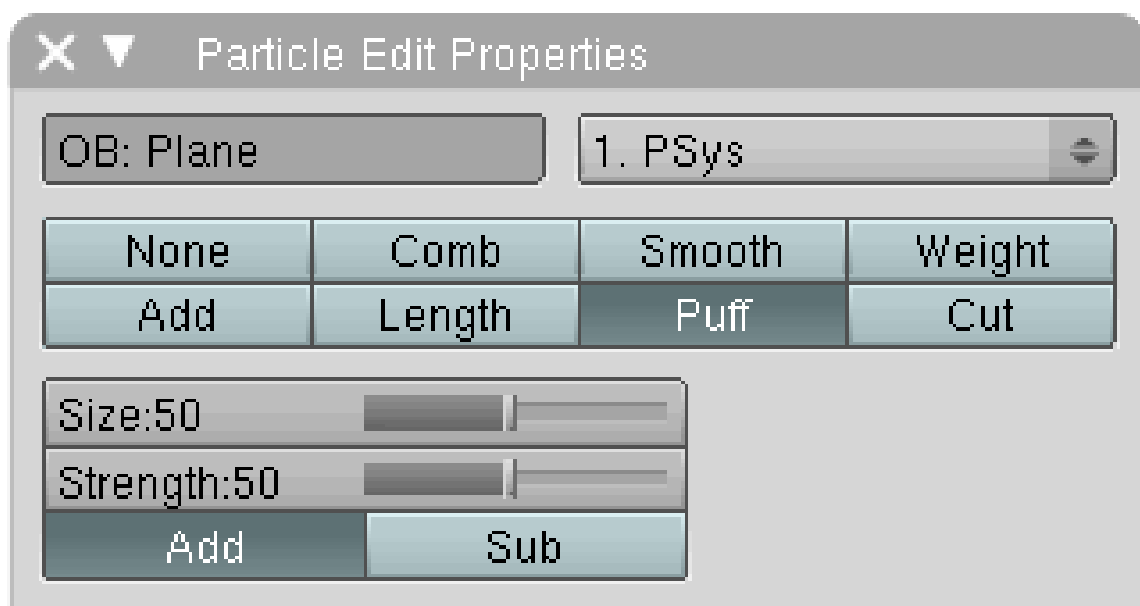 Particle Edit Properties
OB: Plane 1. PSys
None Comb Smooth Weight
Add Length Puff Cut
Size:50
Strength:50
Add Sub